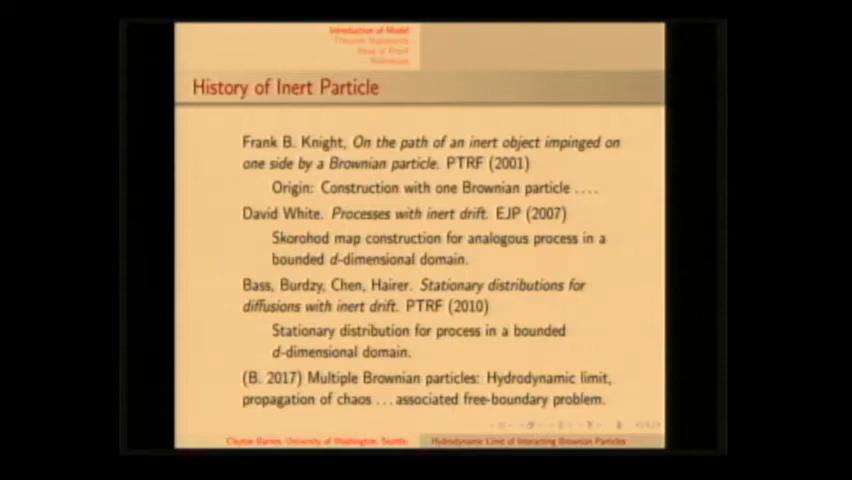 Introduction of Model
References
History of Inert Particle
Frank B. Knight, On the path of an inert object impinged on
one side by a Brownian particle. PTRF (2001)
Origin: Construction with one Brownian particle ....
David White. Processes with inert drift. EJP (2007)
Skorohod map construction for analogous process in a
bounded d-dimensional domain.
Bass, Burdzy, Chen, Hairer. Stationary distributions for
diffusions with inert drift. PTRF (2010)
Stationary distribution for process in a bounded
d-dimensional domain.
(B. 2017) Multiple Brownian particles: Hydrodynamic limit,
propagation of chaos ... associated free-boundary problem.
Clayton Barnes, University of Washington, Seattle Hydrodynamic Limit of Interacting Brownian Particles